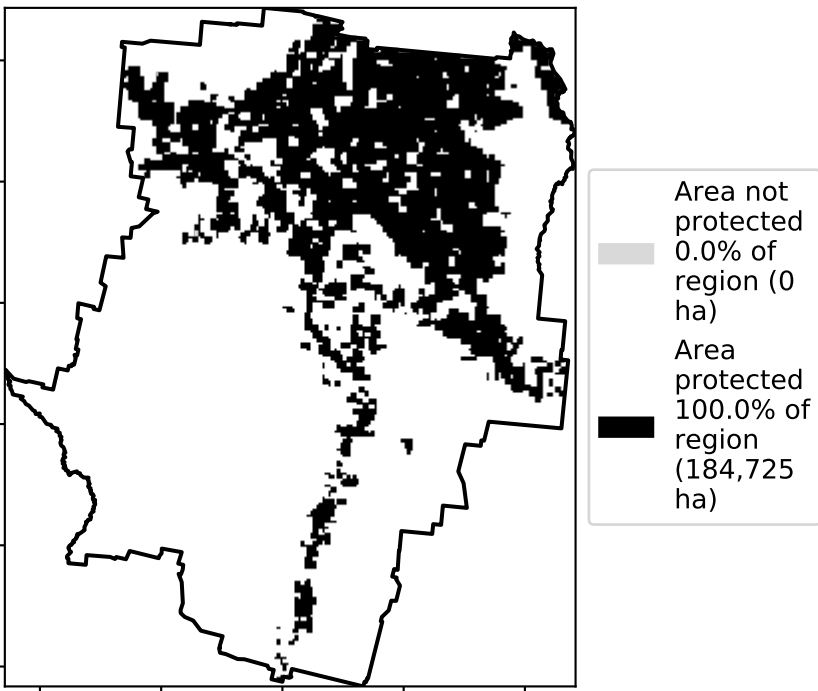 Area not
protected
0.0% of
region (0
ha)
Area
protected
100.0% of
region
(184,725
ha)